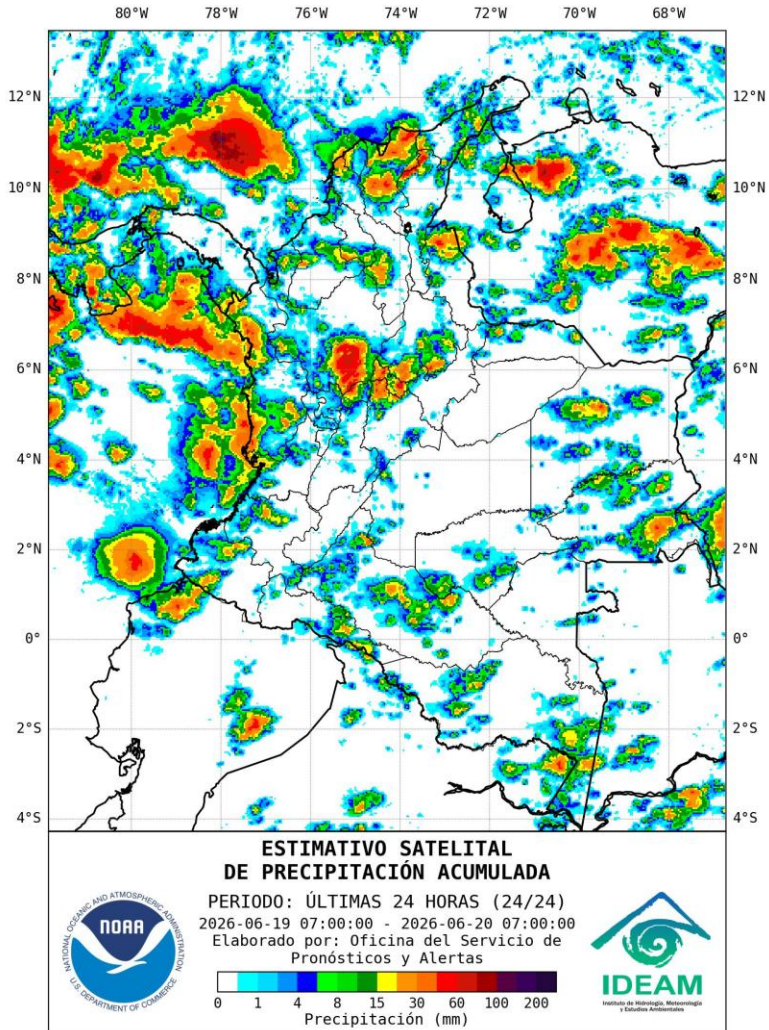 80°W 78°W 76°W 74°W 72°W 70°W 68°W
12°N 12°N
10°N 10°N
8°N 8°N
6°N 6°N
4°N 4°N
2°N 2°N
0° 0°
2°S 2°S
4°S 4°S
ESTIMATIVO SATELITAL
DE PRECIPITACIÓN ACUMULADA
PERIODO: ÚLTIMAS 24 HORAS (24/24)
2026-06-19 07:00:00 - 2026-06-20 07:00:00
Elaborado por: Oficina del Servicio de
Pronósticos y Alertas
0 1 4 8 15 30 60 100 200
Precipitación (mm)
NATIONAL OCEANIC AND ATMOSPHERIC ADMINISTRATION
NOAA
U.S. DEPARTMENT OF COMMERCE
IDEAM
Instituto de Hidrología, Meteorología
y Estudios Ambientales